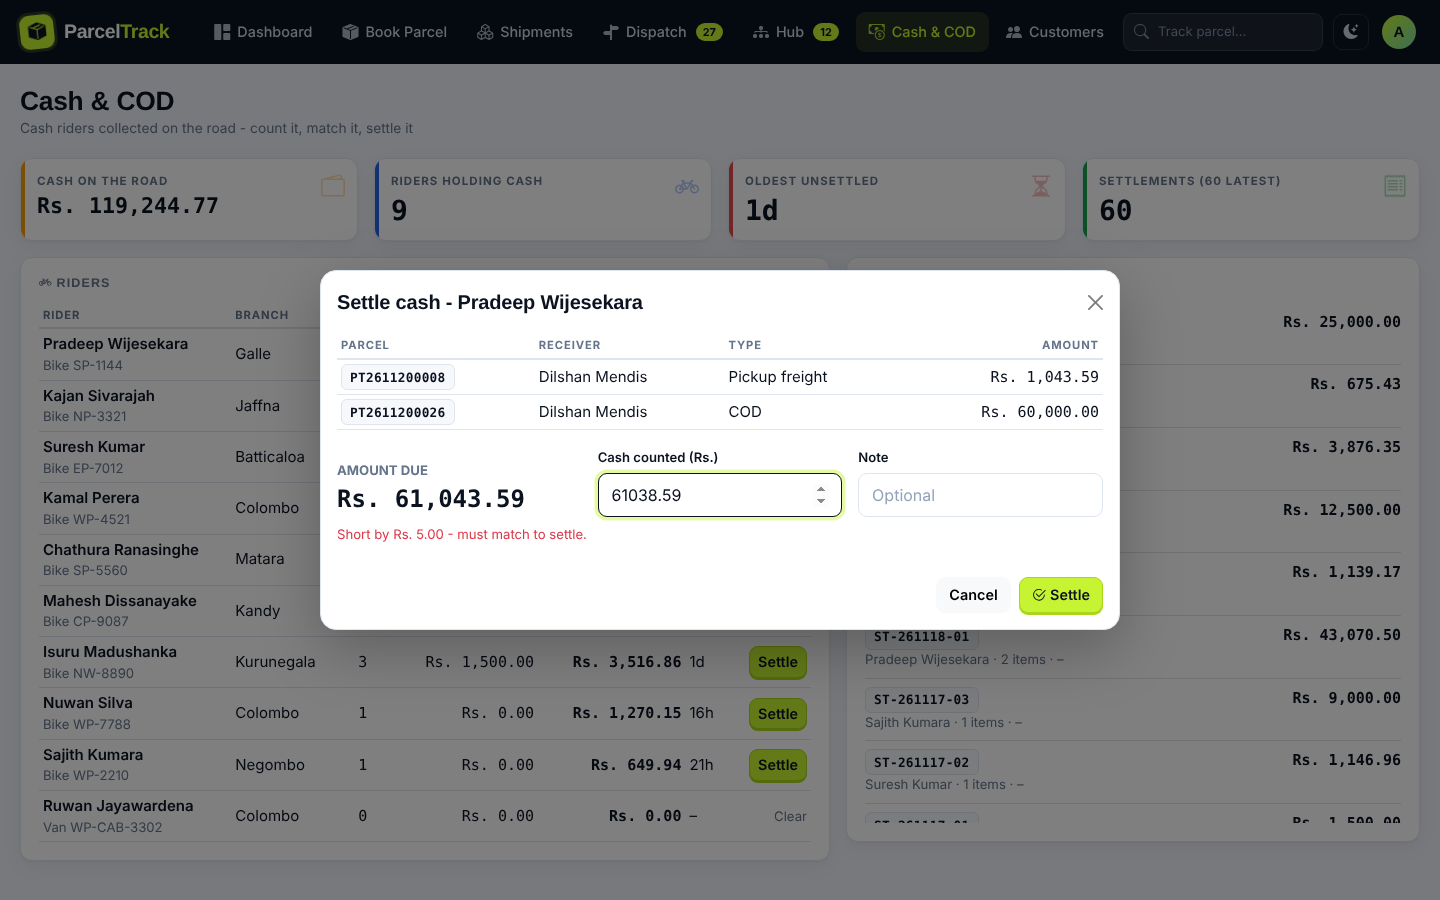 ParcelTrack
Dashboard
Book Parcel
Shipments
Dispatch 27
Hub 12
Cash & COD
Customers
Track parcel...
A
Cash & COD
Cash riders collected on the road - count it, match it, settle it
CASH ON THE ROAD
Rs. 119,244.77
RIDERS HOLDING CASH
9
OLDEST UNSETTLED
1d
SETTLEMENTS (60 LATEST)
60
RIDERS
RIDER BRANCH
Pradeep Wijesekara
Bike SP-1144
Galle
Kajan Sivarajah
Bike NP-3321
Jaffna
Suresh Kumar
Bike EP-7012
Batticaloa
Kamal Perera
Bike WP-4521
Colombo
Chathura Ranasinghe
Bike SP-5560
Matara
Mahesh Dissanayake
Bike CP-9087
Kandy
Isuru Madushanka
Bike NW-8890
Kurunegala 3 Rs. 1,500.00 Rs. 3,516.86 1d Settle
Nuwan Silva
Bike WP-7788
Colombo 1 Rs. 0.00 Rs. 1,270.15 16h Settle
Sajith Kumara
Bike WP-2210
Negombo 1 Rs. 0.00 Rs. 649.94 21h Settle
Ruwan Jayawardena
Van WP-CAB-3302
Colombo 0 Rs. 0.00 Rs. 0.00 – Clear
Settle cash - Pradeep Wijesekara
PARCEL RECEIVER TYPE AMOUNT
PT2611200008 Dilshan Mendis Pickup freight Rs. 1,043.59
PT2611200026 Dilshan Mendis COD Rs. 60,000.00
AMOUNT DUE
Rs. 61,043.59
Short by Rs. 5.00 - must match to settle.
Cash counted (Rs.)
61038.59
Note
Optional
Cancel
Settle
Rs. 25,000.00
Rs. 675.43
Rs. 3,876.35
Rs. 12,500.00
Rs. 1,139.17
ST-261118-01
Rs. 43,070.50
Pradeep Wijesekara · 2 items · –
ST-261117-03
Rs. 9,000.00
Sajith Kumara · 1 items · –
ST-261117-02
Rs. 1,146.96
Suresh Kumar · 1 items · –
ST-261117-01
Rs. 1,500.00